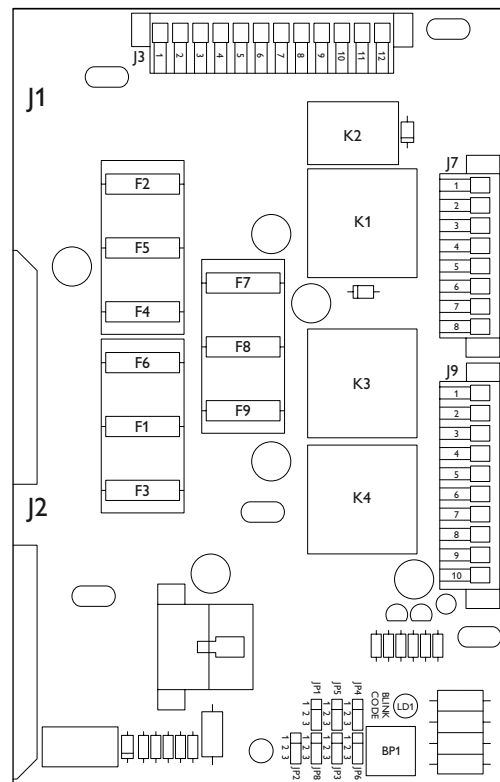 J3
1 2 3 4 5 6 7 8 9 10 11 12
J1
K2
J7
1
2
3
4
5
6
7
8
K1
F2
F5
F4
F7
F8
F9
F6
F1
F3
K3
K4
J9
1
2
3
4
5
6
7
8
9
10
J2
JP1
1 2 3
JP5
1 2 3
JP4
1 2 3
BLINK
CODE
LD1
JP2
1 2 3
JP8
1 2 3
JP3
1 2 3
JP6
1 2 3
BP1